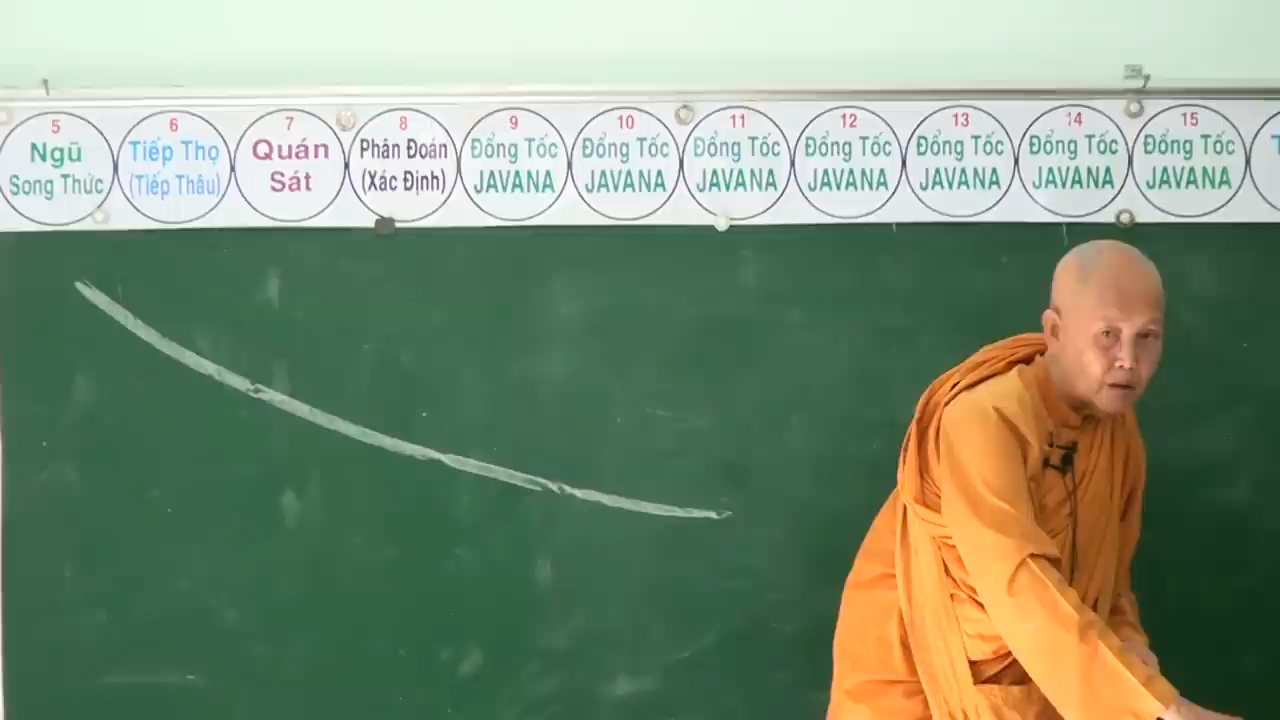 5
Ngũ
Song Thức
6
Tiếp Thọ
(Tiếp Thâu)
7
Quán
Sát
8
Phân Đoán
(Xác Định)
9
Đổng Tốc
JAVANA
10
Đổng Tốc
JAVANA
11
Đổng Tốc
JAVANA
12
Đổng Tốc
JAVANA
13
Đổng Tốc
JAVANA
14
Đổng Tốc
JAVANA
15
Đổng Tốc
JAVANA